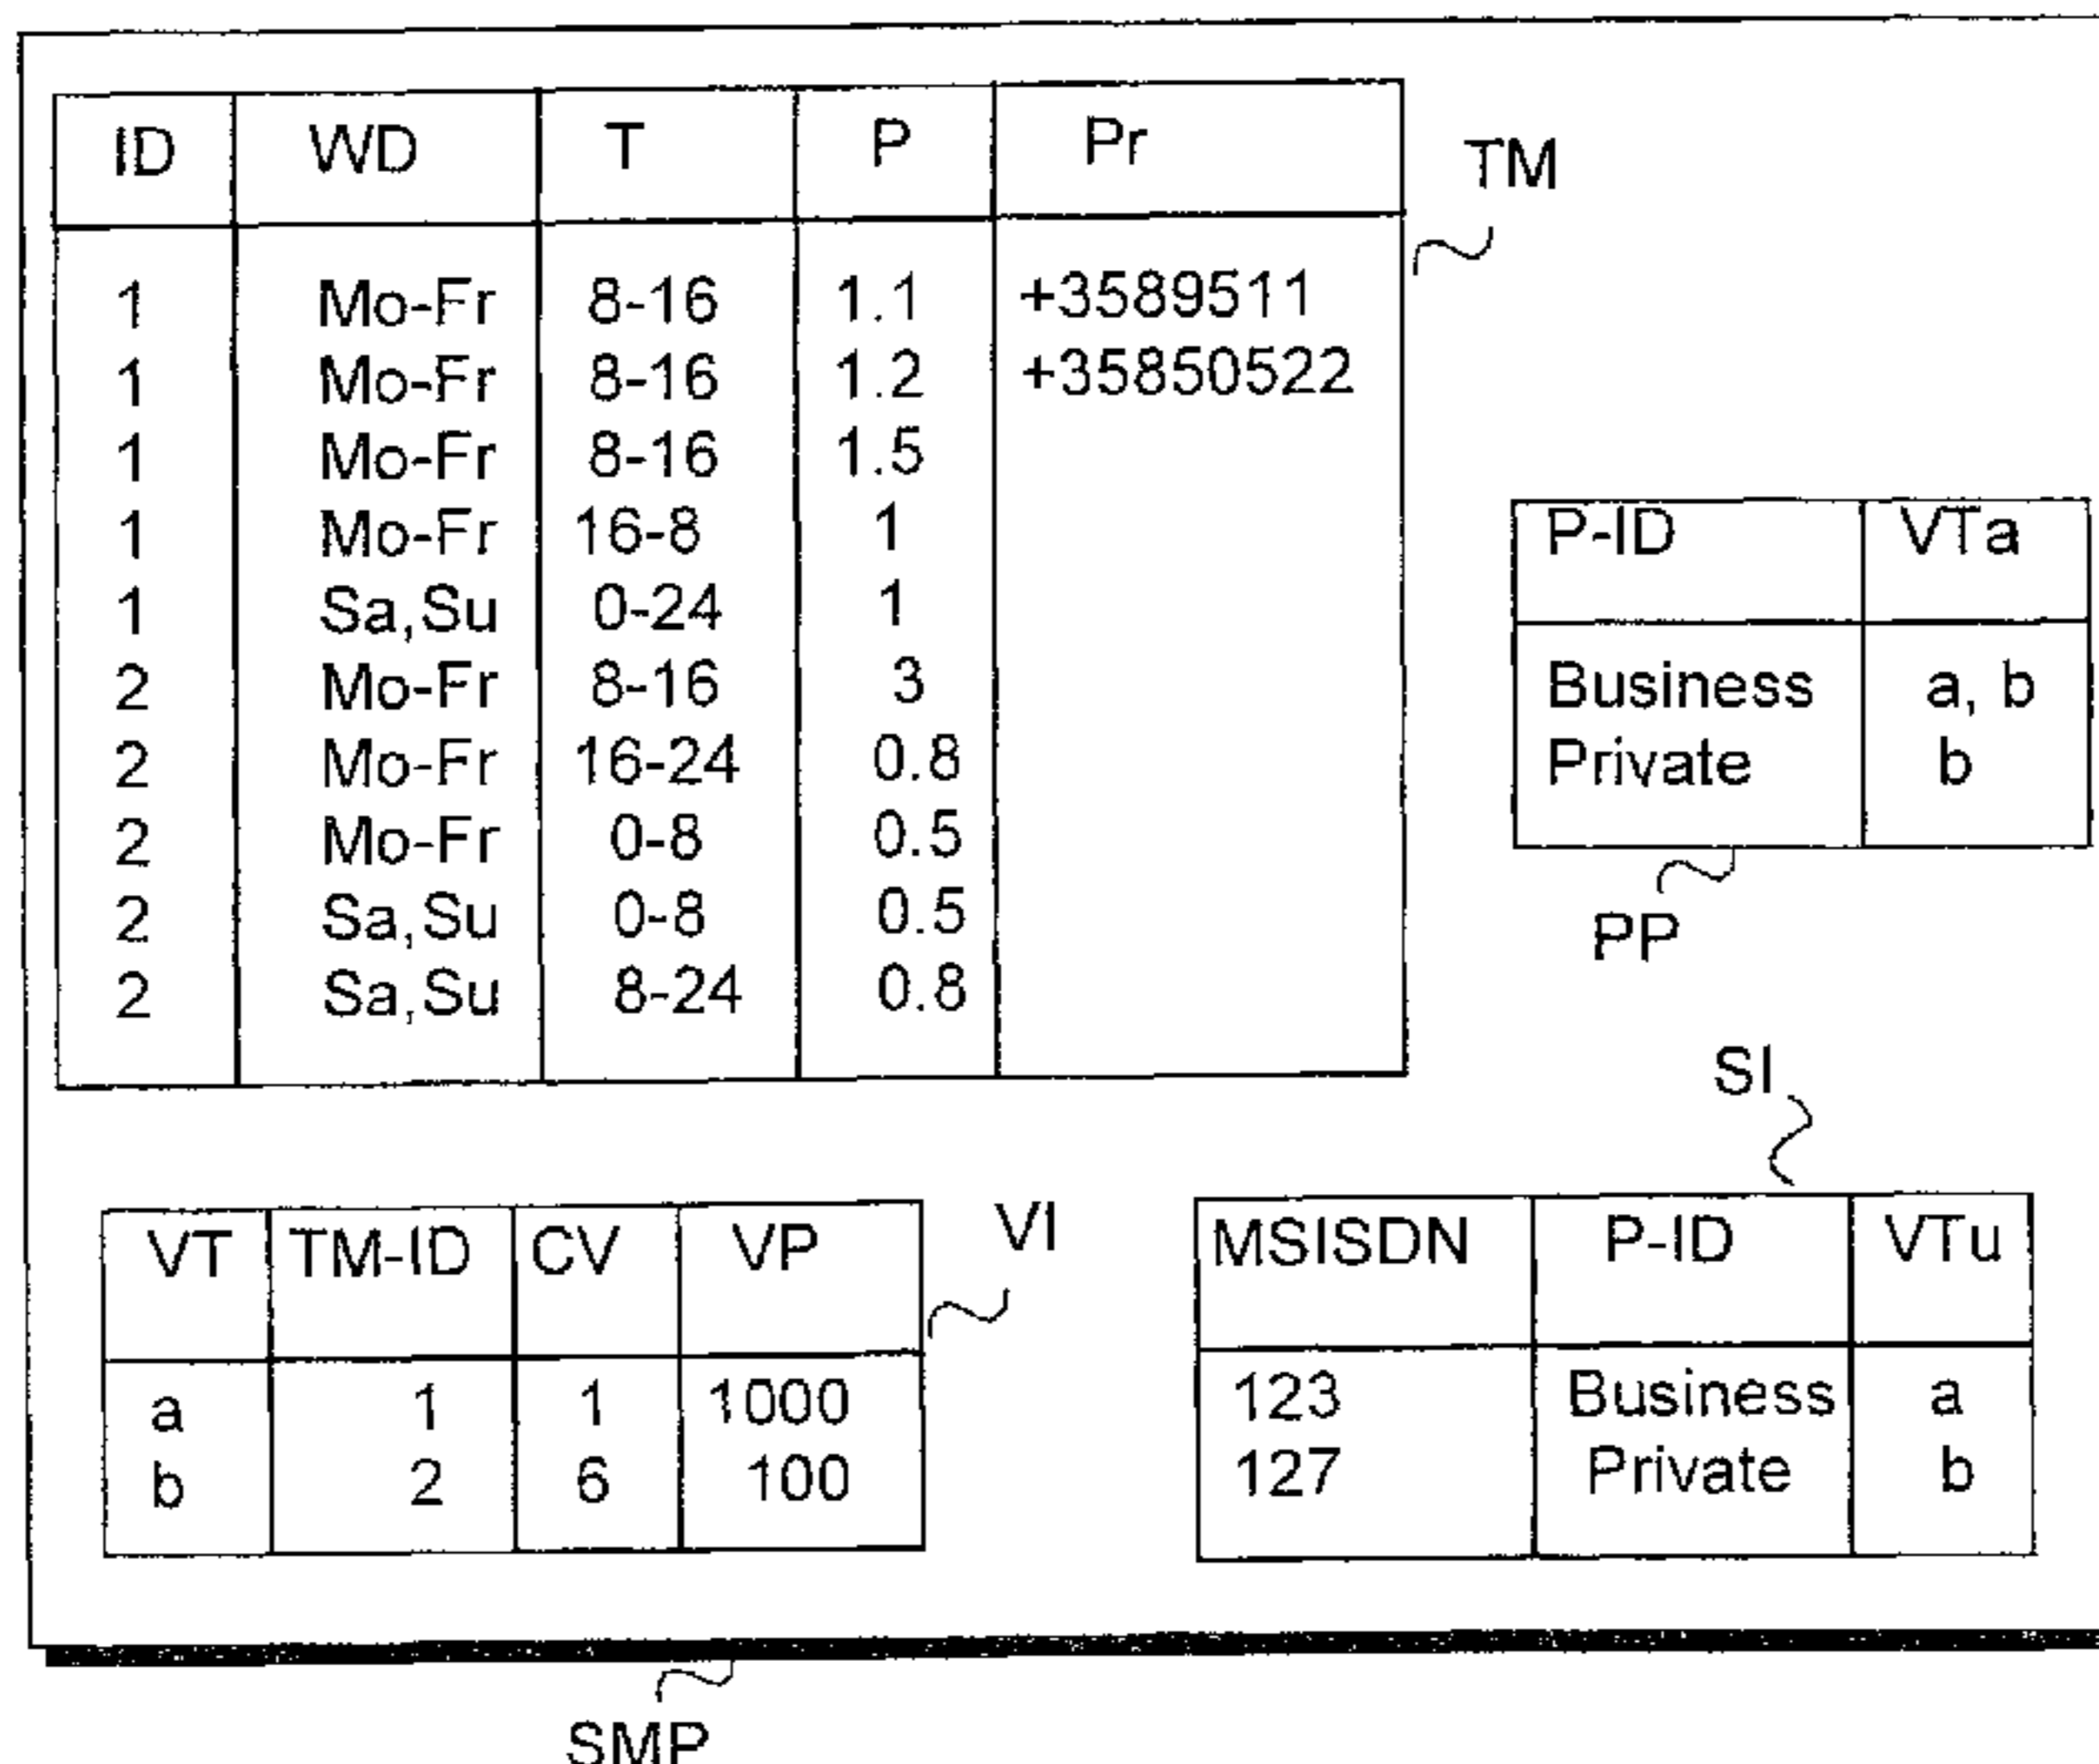 ID WD T P Pr
TM
1 Mo-Fr 8-16 1.1 +3589511
1 Mo-Fr 8-16 1.2 +35850522
1 Mo-Fr 8-16 1.5
1 Mo-Fr 16-8 1
1 Sa,Su 0-24 1
2 Mo-Fr 8-16 3
2 Mo-Fr 16-24 0.8
2 Mo-Fr 0-8 0.5
2 Sa,Su 0-8 0.5
2 Sa,Su 8-24 0.8
P-ID VTa
Business a, b
Private b
PP
SI
VT TM-ID CV VP
VI
a 1 1 1000
b 2 6 100
MSISDN P-ID VTu
123 Business a
127 Private b
SMP